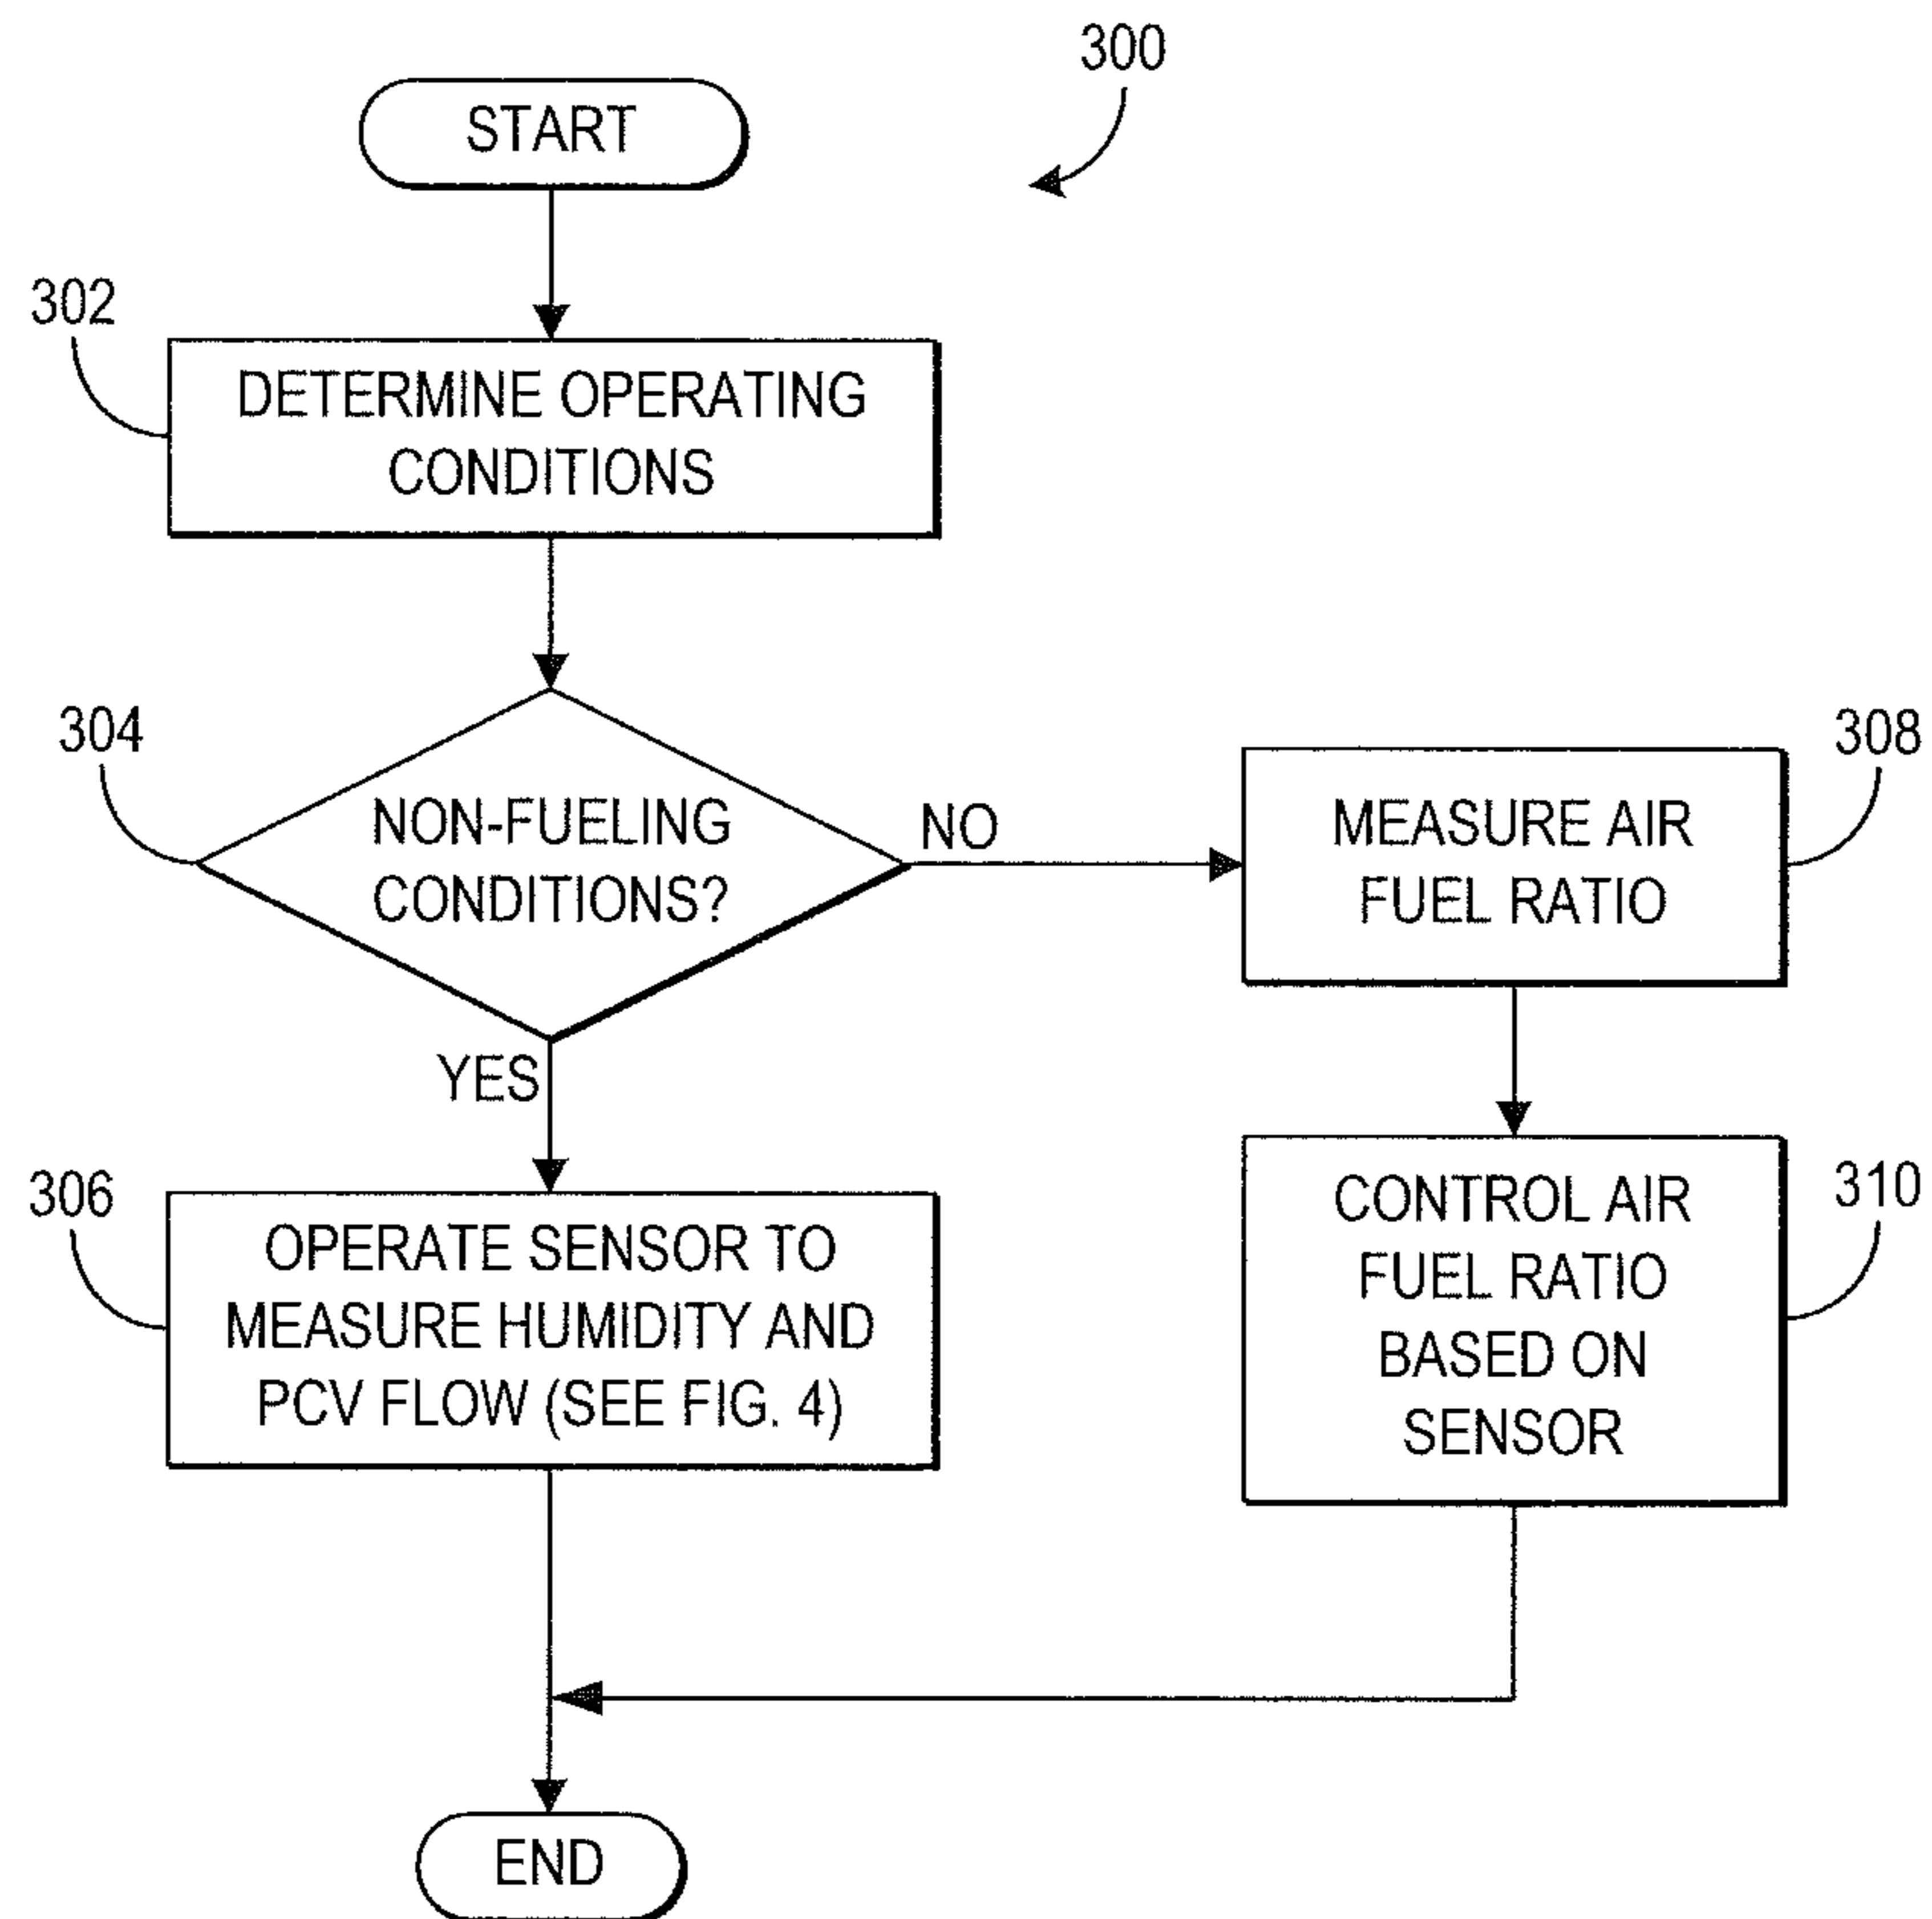 300
START
302
DETERMINE OPERATING
CONDITIONS
304
NON-FUELING
CONDITIONS?
NO
YES
308
MEASURE AIR
FUEL RATIO
306
OPERATE SENSOR TO
MEASURE HUMIDITY AND
PCV FLOW (SEE FIG. 4)
310
CONTROL AIR
FUEL RATIO
BASED ON
SENSOR
END